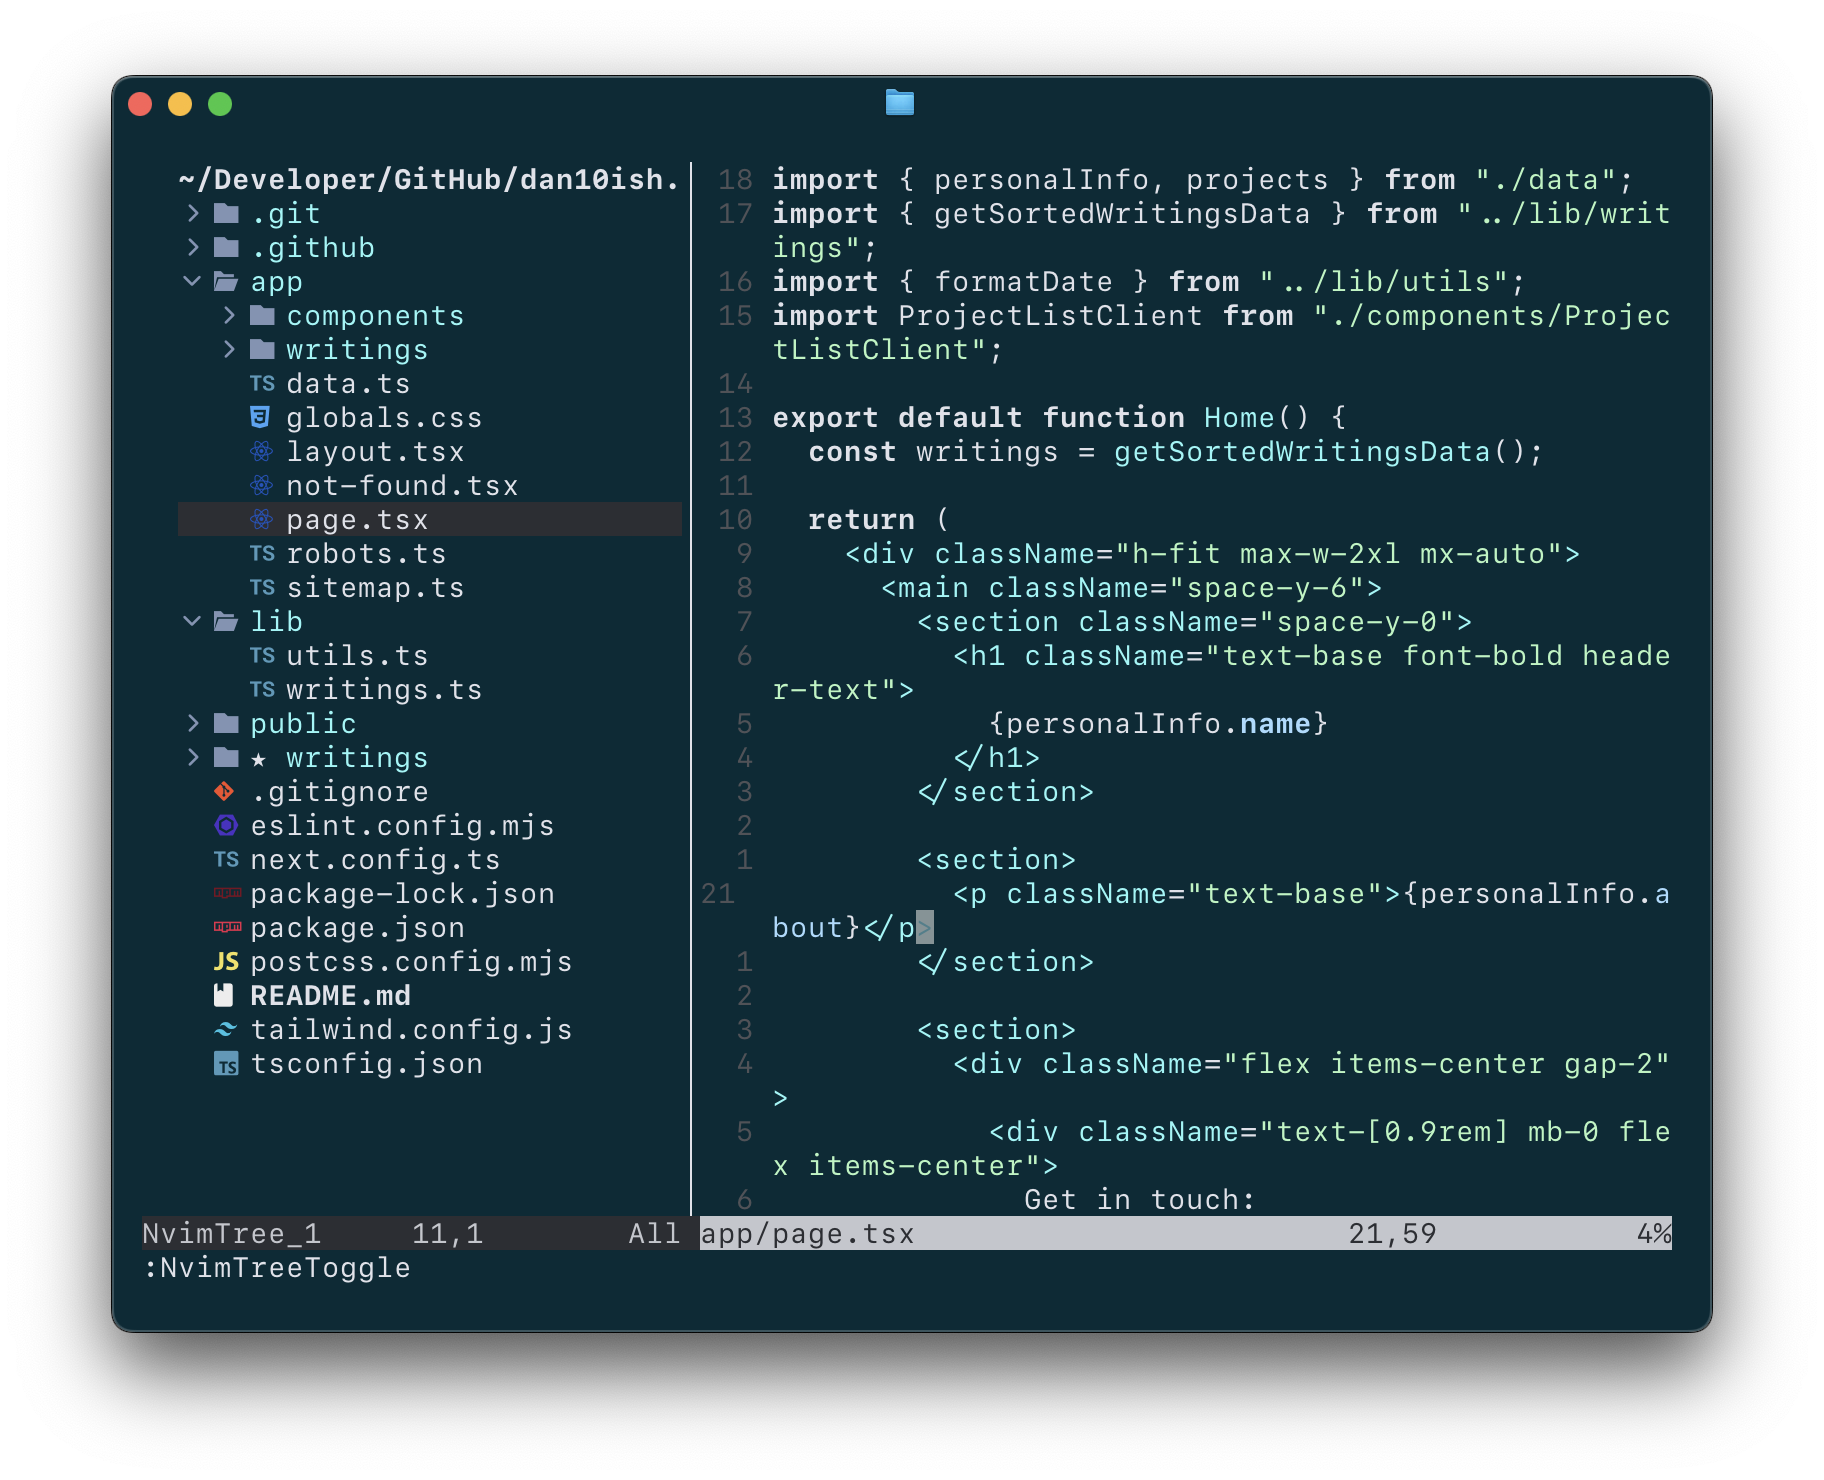 ~/Developer/GitHub/dan10ish.
.git
.github
app
components
writings
TS data.ts
globals.css
layout.tsx
not-found.tsx
page.tsx
TS robots.ts
TS sitemap.ts
lib
TS utils.ts
TS writings.ts
public
★ writings
.gitignore
eslint.config.mjs
TS next.config.ts
package-lock.json
package.json
JS postcss.config.mjs
README.md
tailwind.config.js
TS tsconfig.json
NvimTree_1 11,1 All
18 import { personalInfo, projects } from "./data";
17 import { getSortedWritingsData } from "../lib/writ
ings";
16 import { formatDate } from "../lib/utils";
15 import ProjectListClient from "./components/Projec
tListClient";
14
13 export default function Home() {
12   const writings = getSortedWritingsData();
11
10   return (
9     <div className="h-fit max-w-2xl mx-auto">
8       <main className="space-y-6">
7         <section className="space-y-0">
6           <h1 className="text-base font-bold heade
r-text">
5             {personalInfo.name}
4           </h1>
3         </section>
2
1         <section>
21           <p className="text-base">{personalInfo.a
bout}</p>
1         </section>
2
3         <section>
4           <div className="flex items-center gap-2"
>
5             <div className="text-[0.9rem] mb-0 fle
x items-center">
6               Get in touch:
app/page.tsx 21,59 4%
:NvimTreeToggle